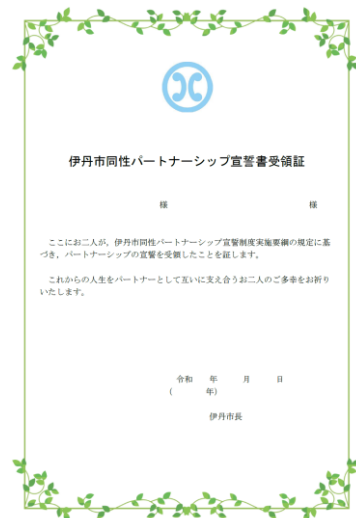 伊丹市同性パートナーシップ宣誓書受領証
様　様
ここにお二人が，伊丹市同性パートナーシップ宣誓制度実施要綱の規定に基
づき，パートナーシップの宣誓を受領したことを証します。
これからの人生をパートナーとして互いに支え合うお二人のご多幸をお祈り
いたします。
令和　年　月　日
(　年)
伊丹市長